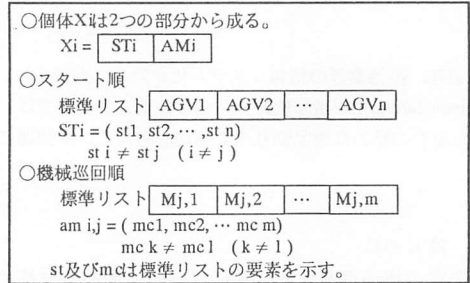 ○個体Xiは2つの部分から成る。
Xi = STi AMi
○スタート順
標準リスト AGV1 AGV2 … AGVn
STi = ( st1, st2, … ,st n)
st i ≠ st j ( i ≠ j )
○機械巡回順
標準リスト Mj,1 Mj,2 … Mj,m
am i,j = ( mc1, mc2, … mc m)
mc k ≠ mc l ( k ≠ l )
st及びmcは標準リストの要素を示す。